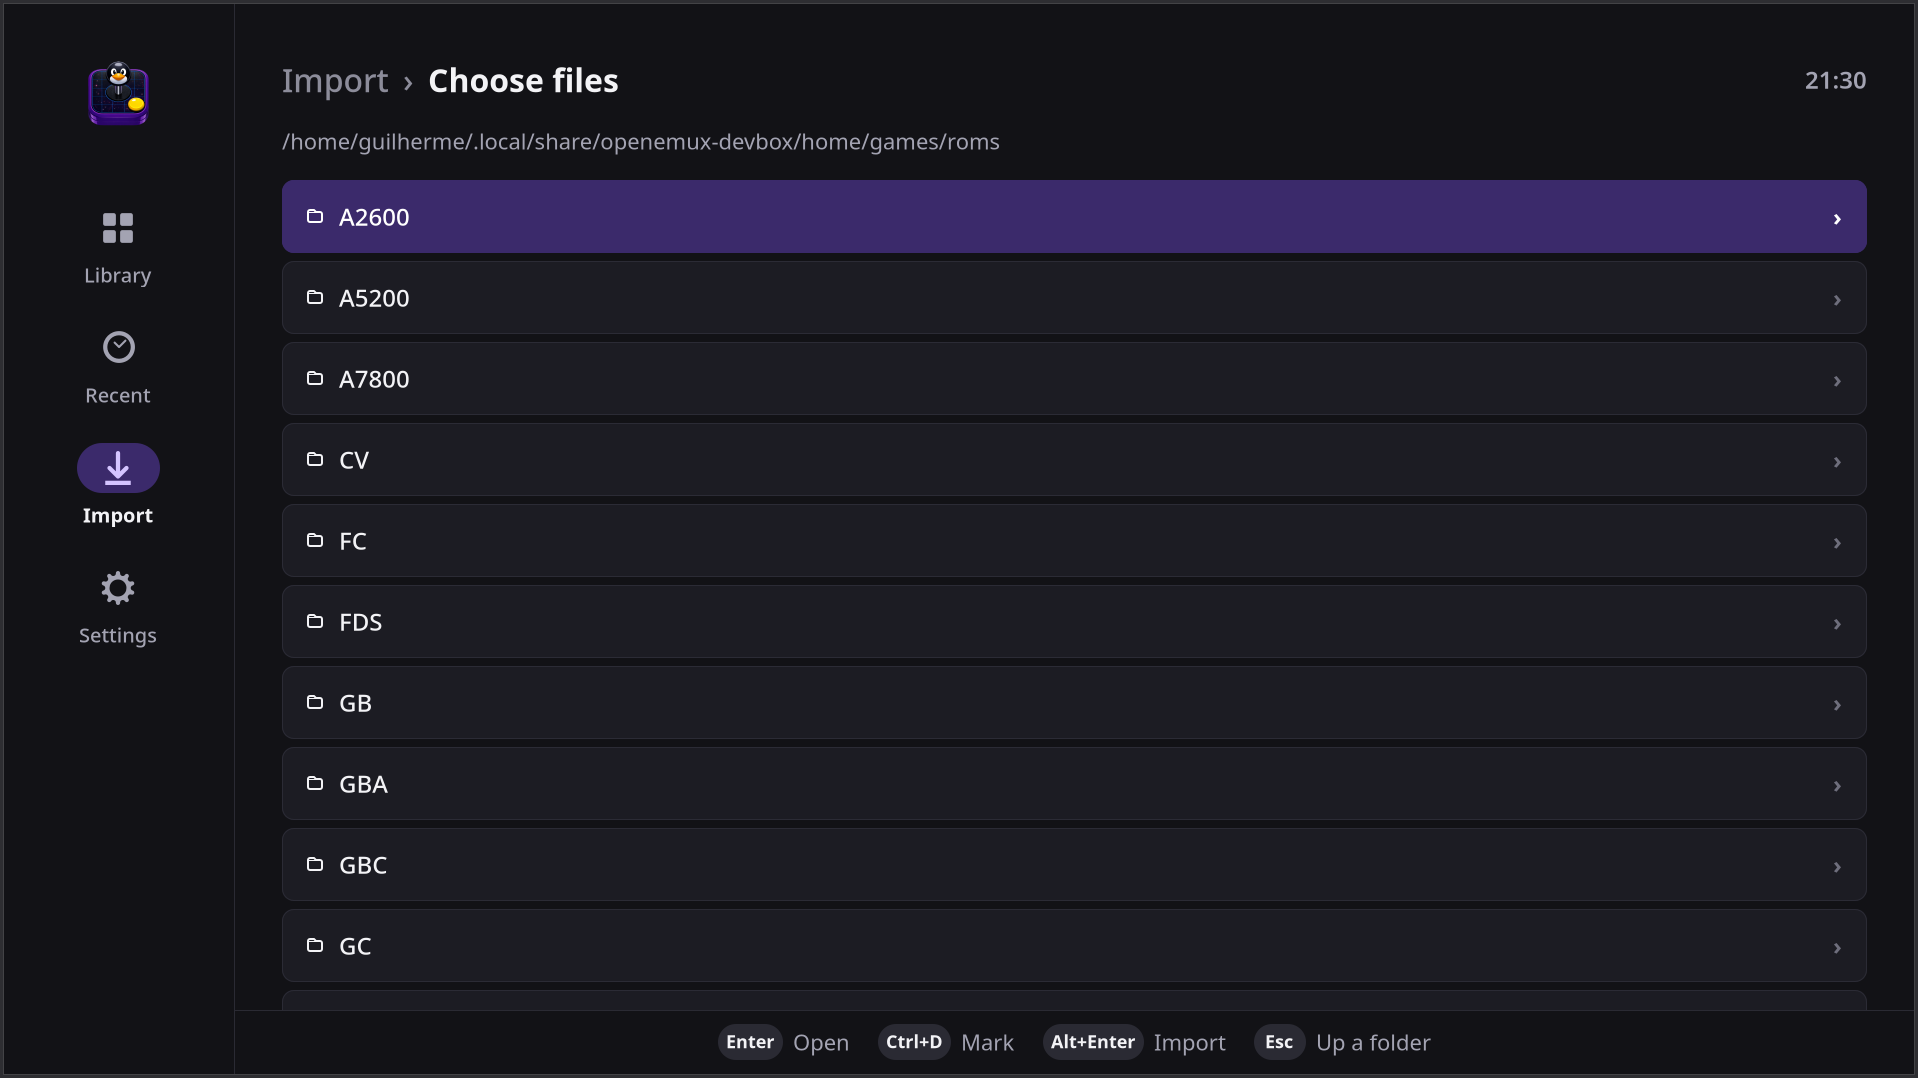 Import › Choose files
21:30
/home/guilherme/.local/share/openemux-devbox/home/games/roms
Library
Recent
Import
Settings
A2600 ›
A5200 ›
A7800 ›
CV ›
FC ›
FDS ›
GB ›
GBA ›
GBC ›
GC ›
Enter Open Ctrl+D Mark Alt+Enter Import Esc Up a folder